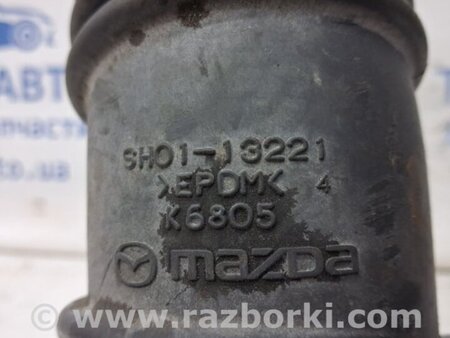 SH01-13221
>EPDM< 4
K6805
mazda
www.razborki.com